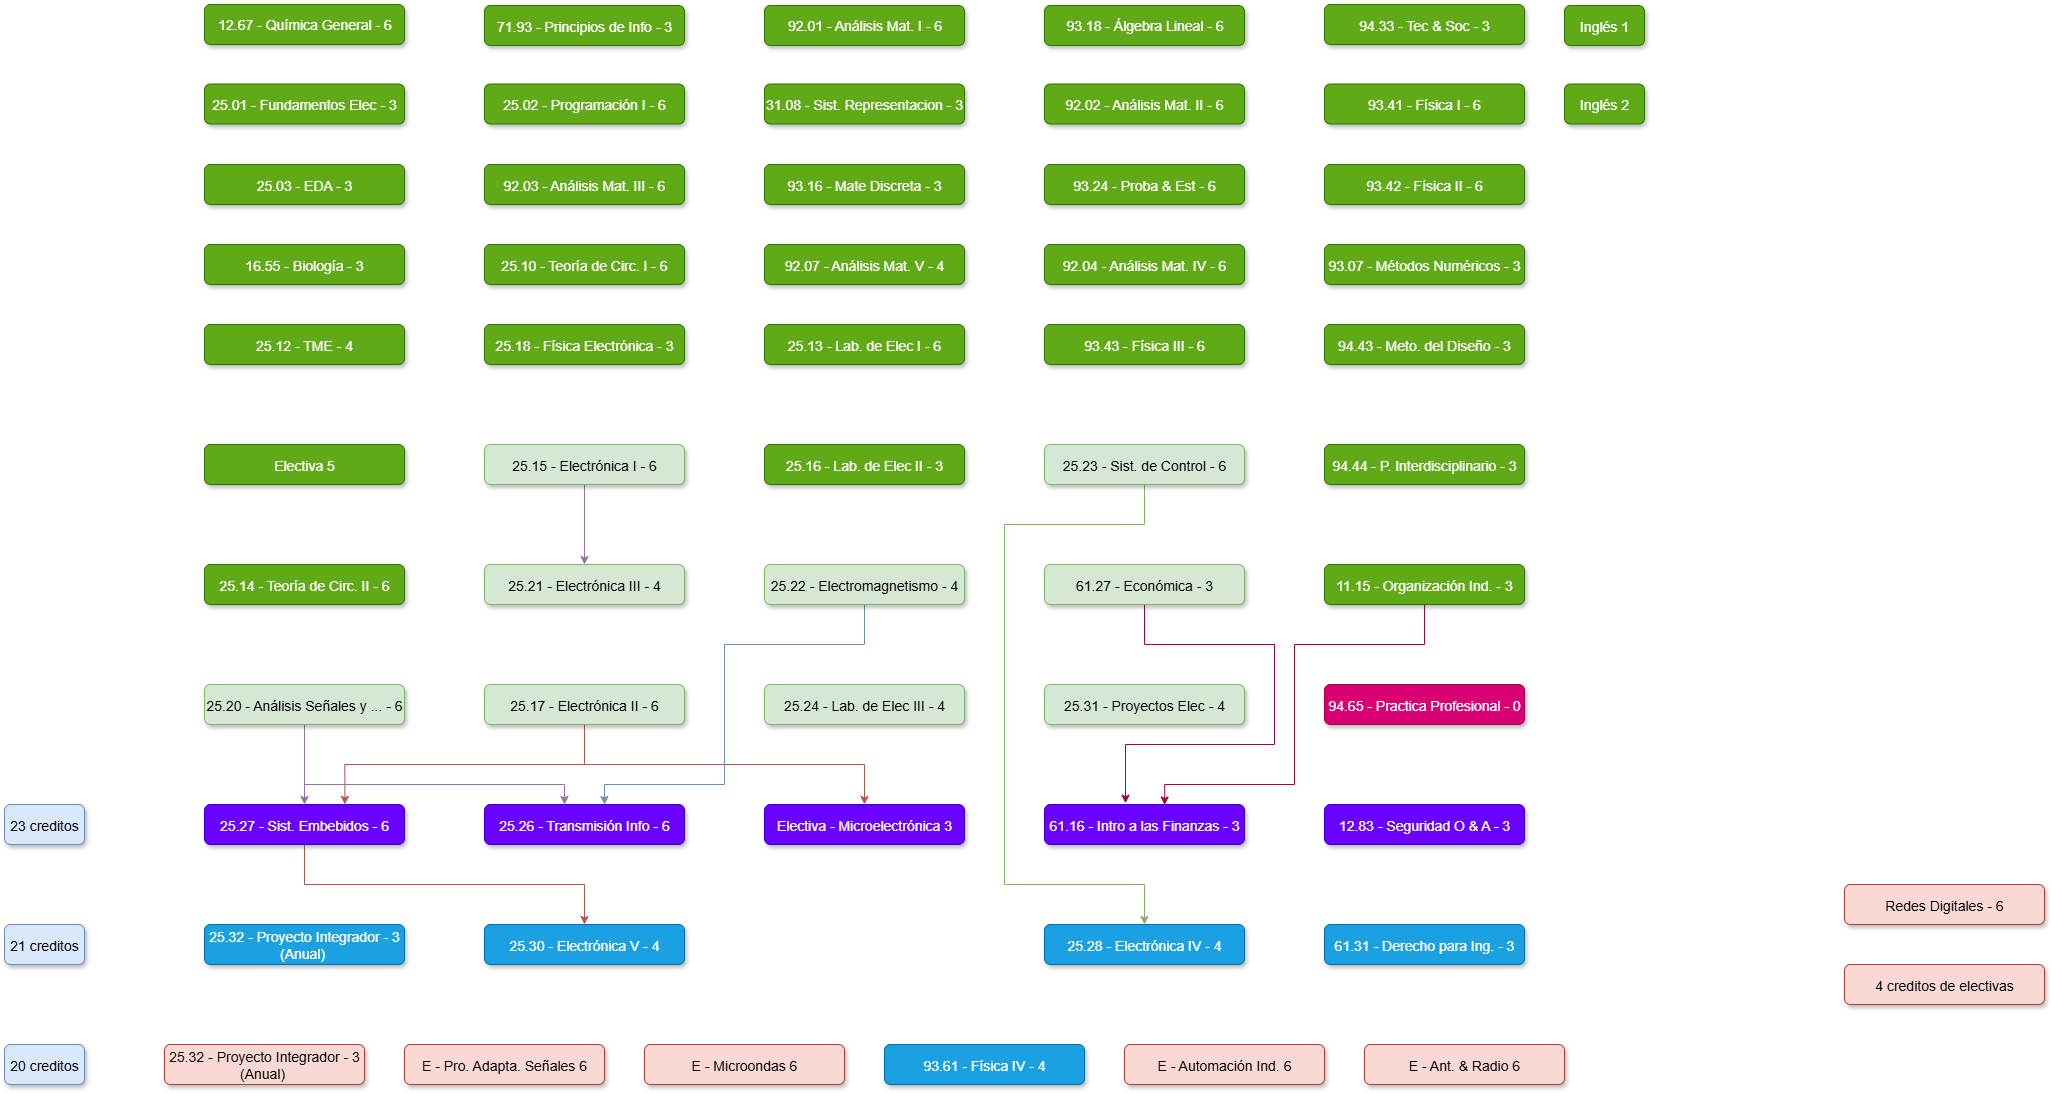 12.67 - Química General - 6
71.93 - Principios de Info - 3
92.01 - Análisis Mat. I - 6
93.18 - Álgebra Lineal - 6
94.33 - Tec & Soc - 3
Inglés 1
25.01 - Fundamentos Elec - 3
25.02 - Programación I - 6
31.08 - Sist. Representacion - 3
92.02 - Análisis Mat. II - 6
93.41 - Física I - 6
Inglés 2
25.03 - EDA - 3
92.03 - Análisis Mat. III - 6
93.16 - Mate Discreta - 3
93.24 - Proba & Est - 6
93.42 - Física II - 6
16.55 - Biología - 3
25.10 - Teoría de Circ. I - 6
92.07 - Análisis Mat. V - 4
92.04 - Análisis Mat. IV - 6
93.07 - Métodos Numéricos - 3
25.12 - TME - 4
25.18 - Física Electrónica - 3
25.13 - Lab. de Elec I - 6
93.43 - Física III - 6
94.43 - Meto. del Diseño - 3
Electiva 5
25.15 - Electrónica I - 6
25.16 - Lab. de Elec II - 3
25.23 - Sist. de Control - 6
94.44 - P. Interdisciplinario - 3
25.14 - Teoría de Circ. II - 6
25.21 - Electrónica III - 4
25.22 - Electromagnetismo - 4
61.27 - Económica - 3
11.15 - Organización Ind. - 3
25.20 - Análisis Señales y ... - 6
25.17 - Electrónica II - 6
25.24 - Lab. de Elec III - 4
25.31 - Proyectos Elec - 4
94.65 - Practica Profesional - 0
23 creditos
25.27 - Sist. Embebidos - 6
25.26 - Transmisión Info - 6
Electiva - Microelectrónica 3
61.16 - Intro a las Finanzas - 3
12.83 - Seguridad O & A - 3
Redes Digitales - 6
21 creditos
25.32 - Proyecto Integrador - 3
(Anual)
25.30 - Electrónica V - 4
25.28 - Electrónica IV - 4
61.31 - Derecho para Ing. - 3
4 creditos de electivas
20 creditos
25.32 - Proyecto Integrador - 3
(Anual)
E - Pro. Adapta. Señales 6
E - Microondas 6
93.61 - Física IV - 4
E - Automación Ind. 6
E - Ant. & Radio 6